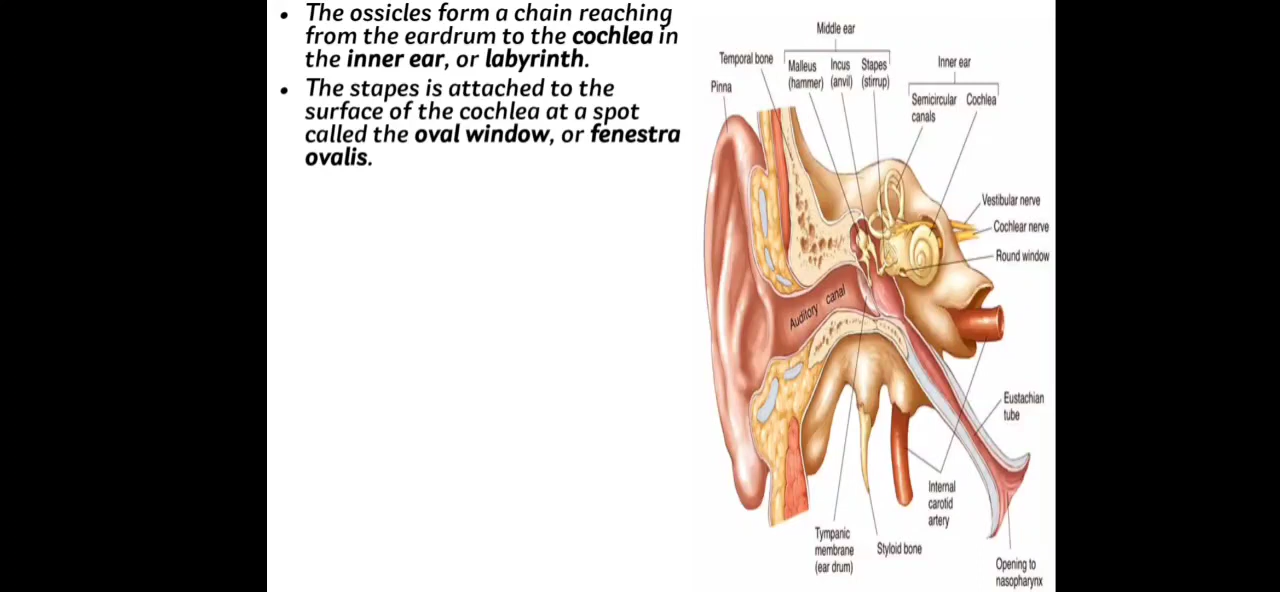 • The ossicles form a chain reaching
from the eardrum to the cochlea in
the inner ear, or labyrinth.
• The stapes is attached to the
surface of the cochlea at a spot
called the oval window, or fenestra
ovalis.
Middle ear
Temporal bone
Malleus
(hammer)
Incus
(anvil)
Stapes
(stirrup)
Inner ear
Pinna
Semicircular
canals
Cochlea
Vestibular nerve
Cochlear nerve
Round window
Auditory canal
Eustachian
tube
Internal
carotid
artery
Tympanic
membrane
(ear drum)
Styloid bone
Opening to
nasopharynx